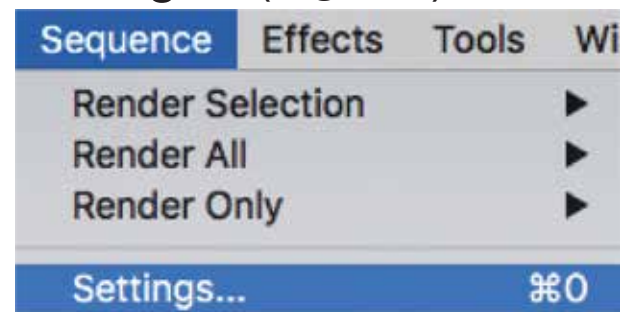 Sequence Effects Tools Wi
Render Selection ▶
Render All ▶
Render Only ▶
Settings... ⌘0